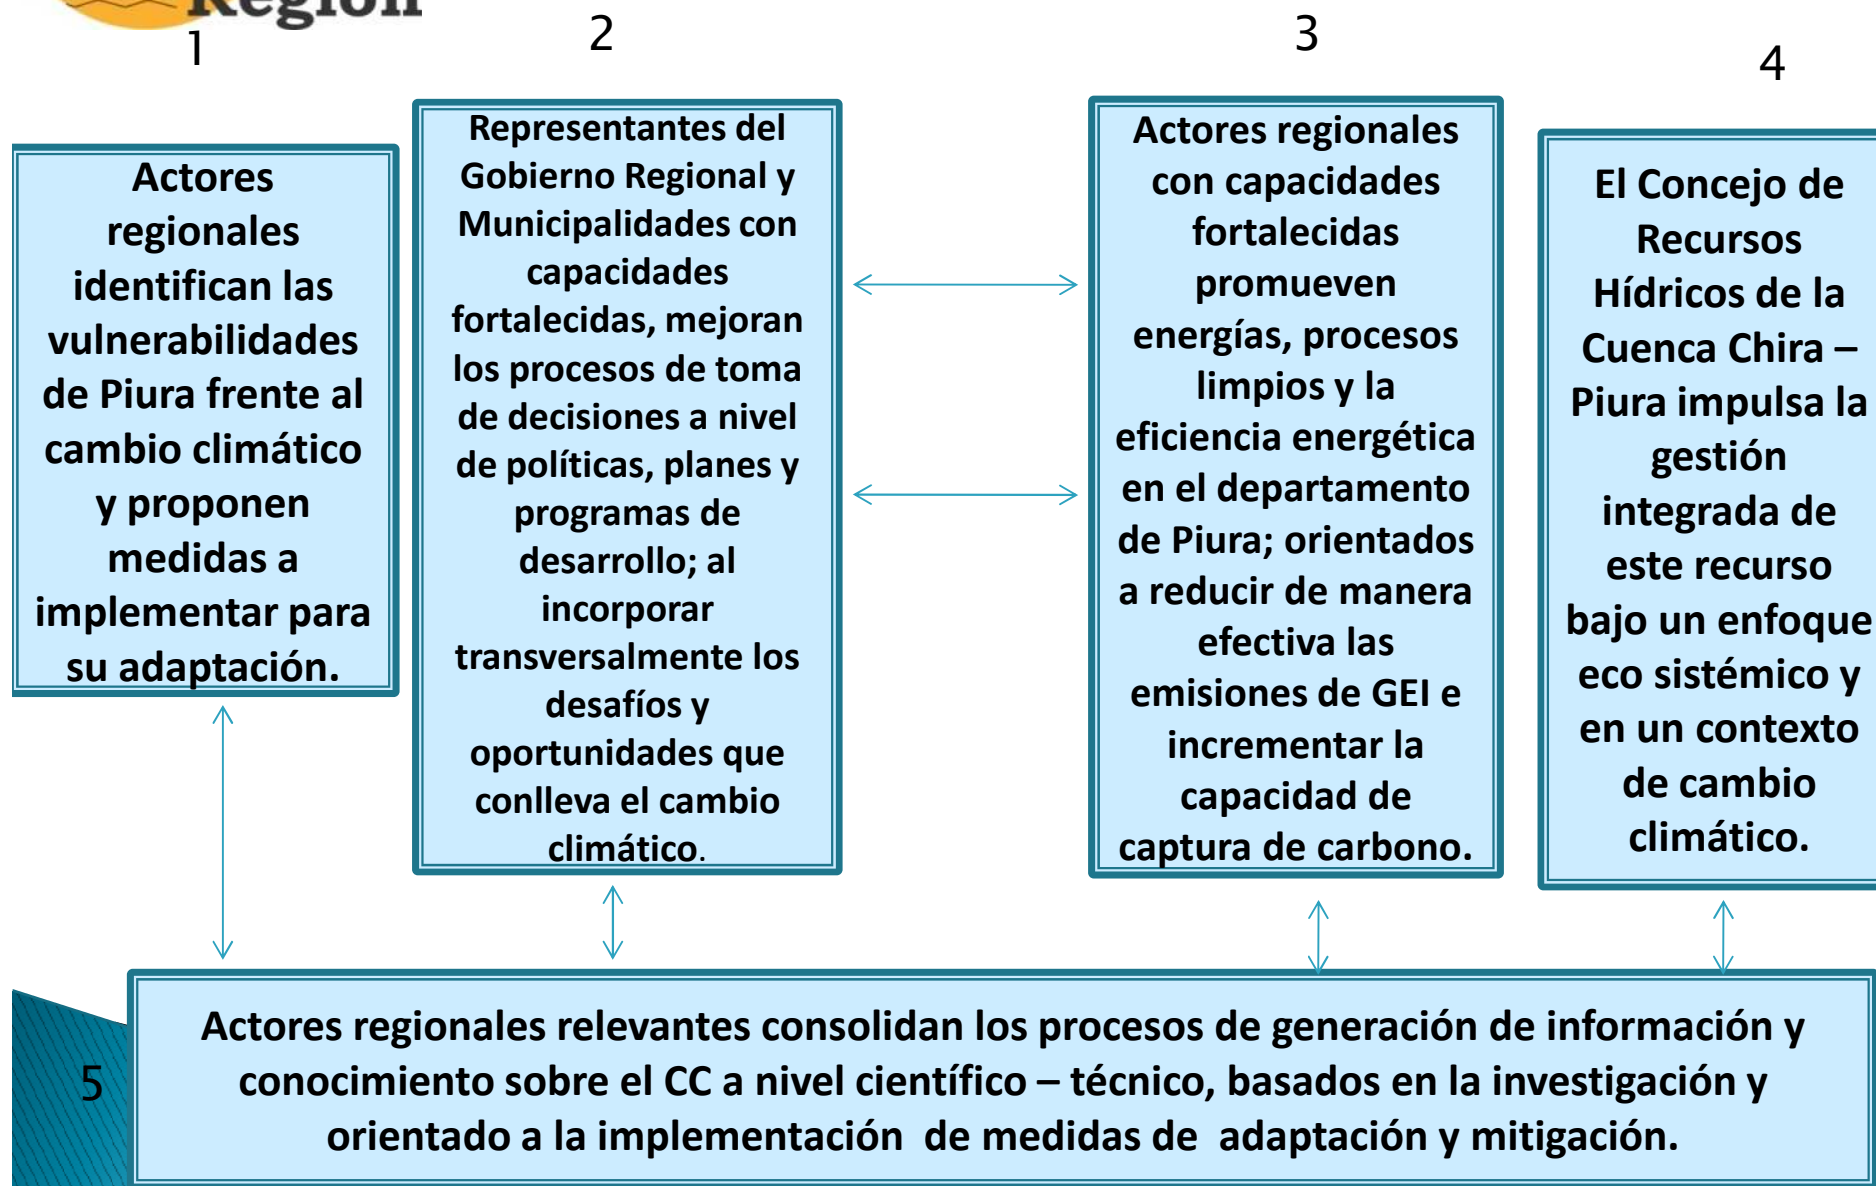 Región
1
2
3
4
Actores
regionales
identifican las
vulnerabilidades
de Piura frente al
cambio climático
y proponen
medidas a
implementar para
su adaptación.
Representantes del
Gobierno Regional y
Municipalidades con
capacidades
fortalecidas, mejoran
los procesos de toma
de decisiones a nivel
de políticas, planes y
programas de
desarrollo; al
incorporar
transversalmente los
desafíos y
oportunidades que
conlleva el cambio
climático.
Actores regionales
con capacidades
fortalecidas
promueven
energías, procesos
limpios y la
eficiencia energética
en el departamento
de Piura; orientados
a reducir de manera
efectiva las
emisiones de GEI e
incrementar la
capacidad de
captura de carbono.
El Concejo de
Recursos
Hídricos de la
Cuenca Chira –
Piura impulsa la
gestión
integrada de
este recurso
bajo un enfoque
eco sistémico y
en un contexto
de cambio
climático.
5
Actores regionales relevantes consolidan los procesos de generación de información y
conocimiento sobre el CC a nivel científico – técnico, basados en la investigación y
orientado a la implementación de medidas de adaptación y mitigación.